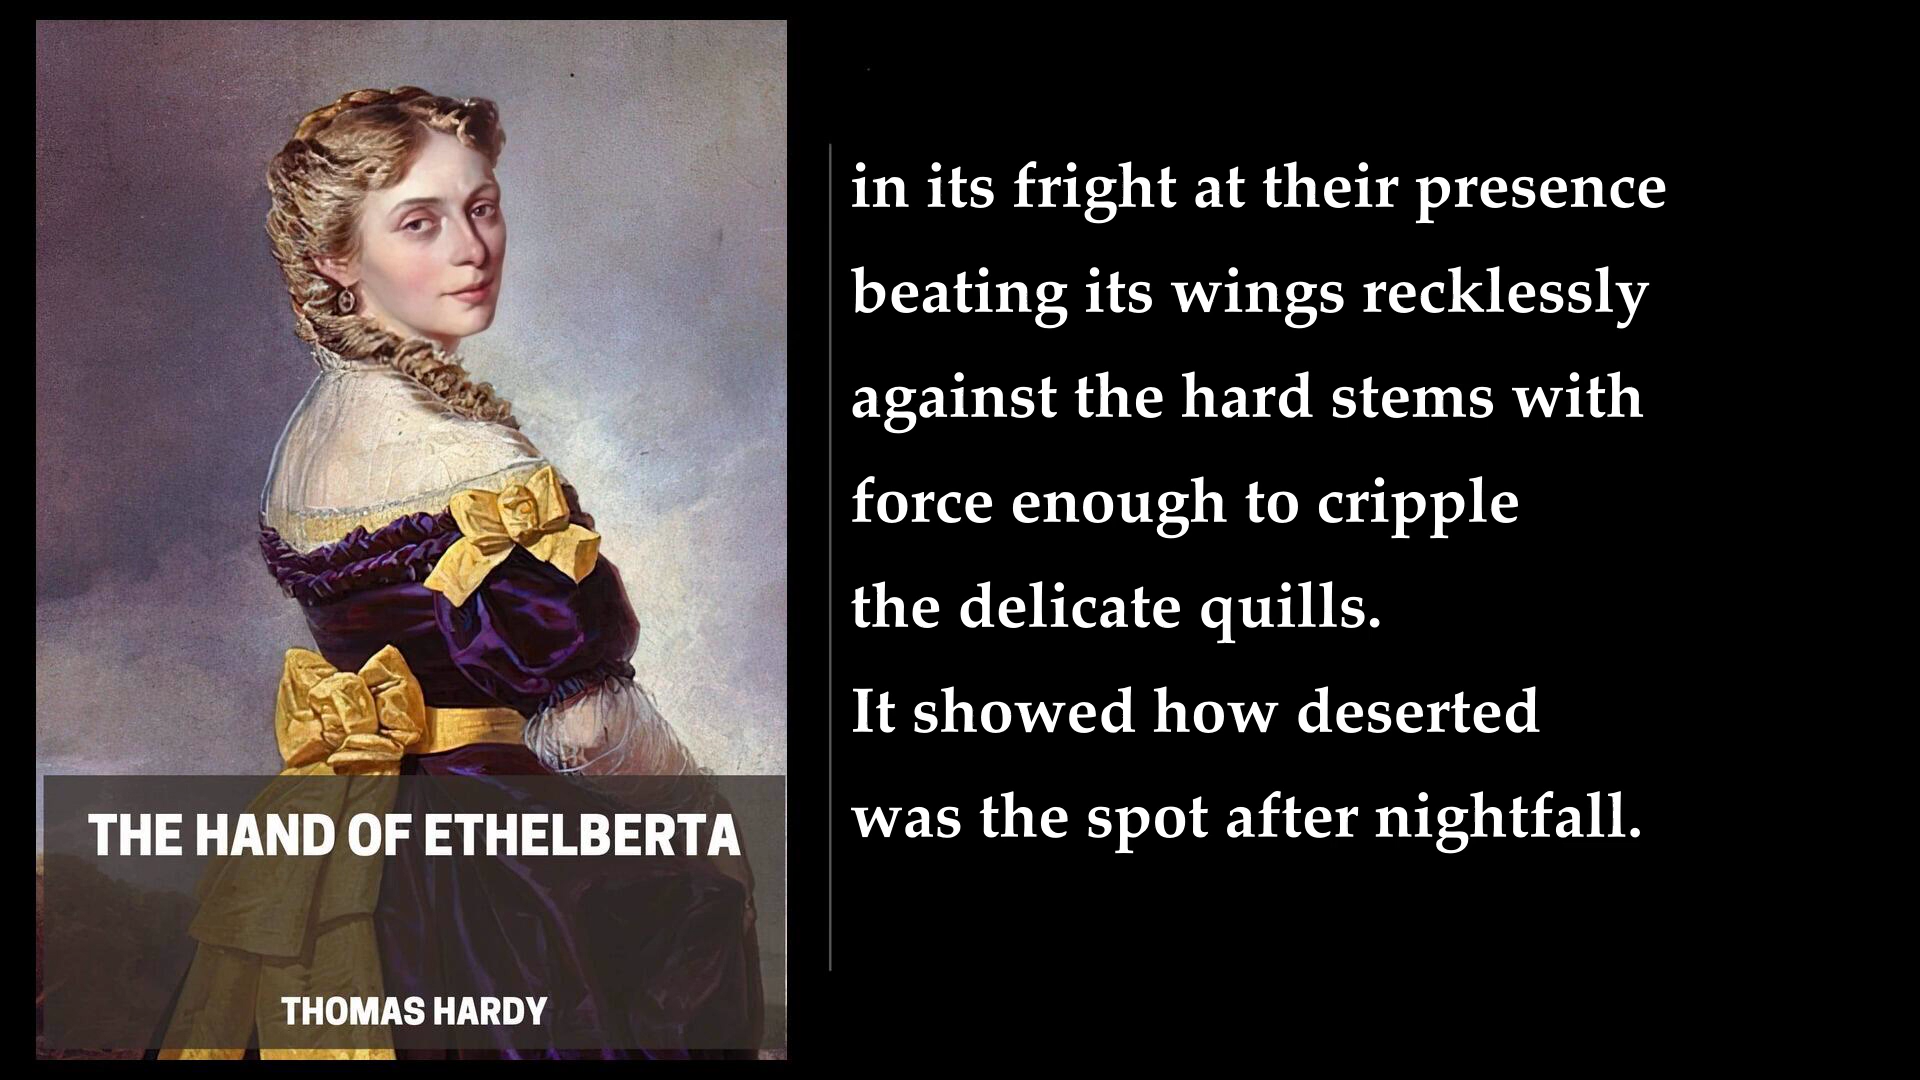 THE HAND OF ETHELBERTA
THOMAS HARDY
in its fright at their presence
beating its wings recklessly
against the hard stems with
force enough to cripple
the delicate quills.
It showed how deserted
was the spot after nightfall.